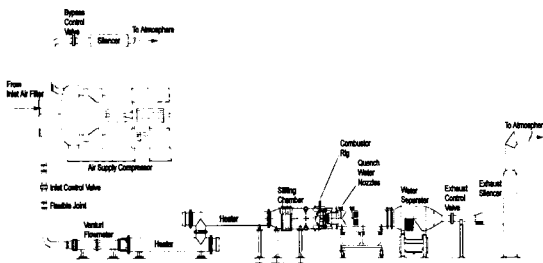 Bypass
Control
Valve
Silencer
To Atmosphere
From
Inlet Air Filter
Air Supply Compressor
Inlet Control Valve
Flexible Joint
Venturi
Flowmeter
Heater
Heater
Stilling
Chamber
Combustor
Rig
Quench
Water
Nozzles
Water
Separator
Exhaust
Control
Valve
Exhaust
Silencer
To Atmosphere